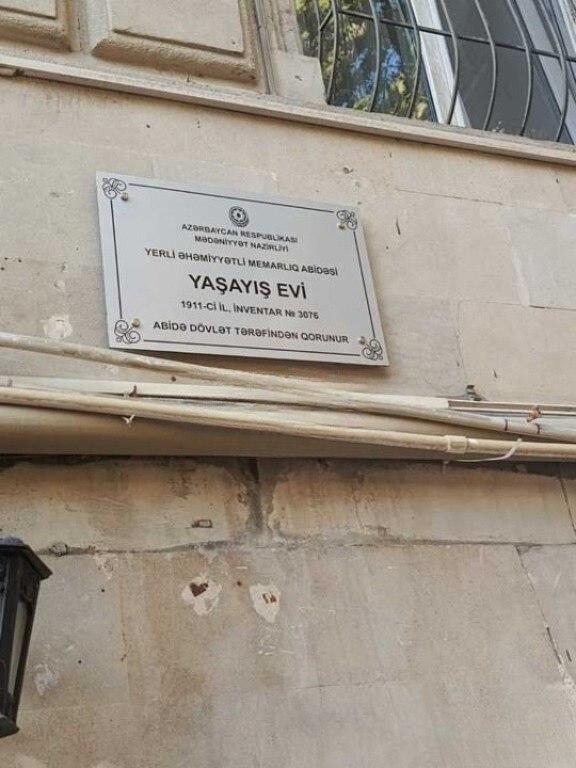 AZƏRBAYCAN RESPUBLİKASI
MƏDƏNİYYƏT NAZİRLİYİ
YERLİ ƏHƏMİYYƏTLİ MEMARLIQ ABİDƏSİ
YAŞAYIŞ EVİ
1911-Cİ İL, İNVENTAR № 3076
ABİDƏ DÖVLƏT TƏRƏFİNDƏN QORUNUR